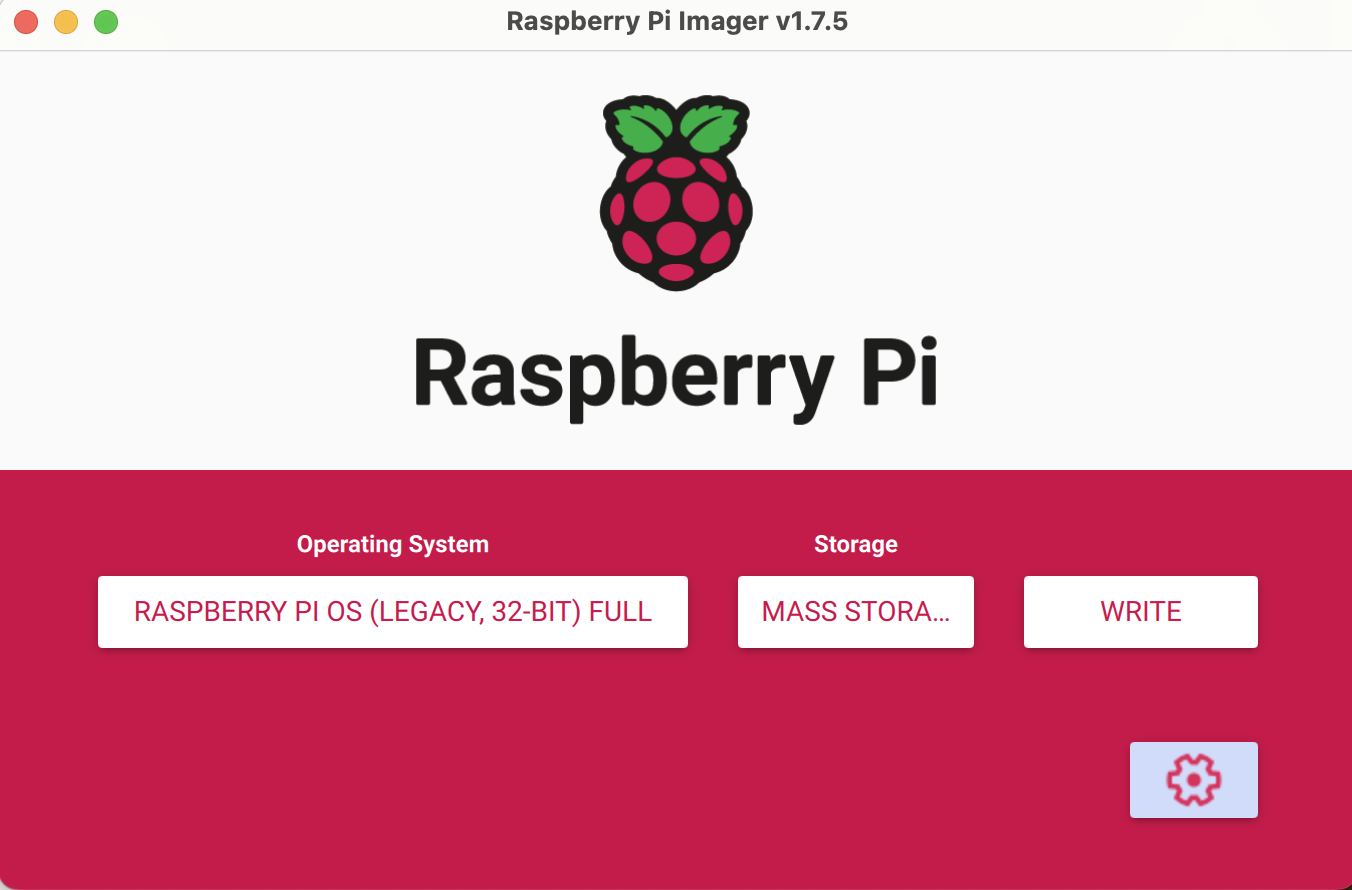 Raspberry Pi Imager v1.7.5
Raspberry Pi
Operating System
Storage
RASPBERRY PI OS (LEGACY, 32-BIT) FULL
MASS STORA...
WRITE